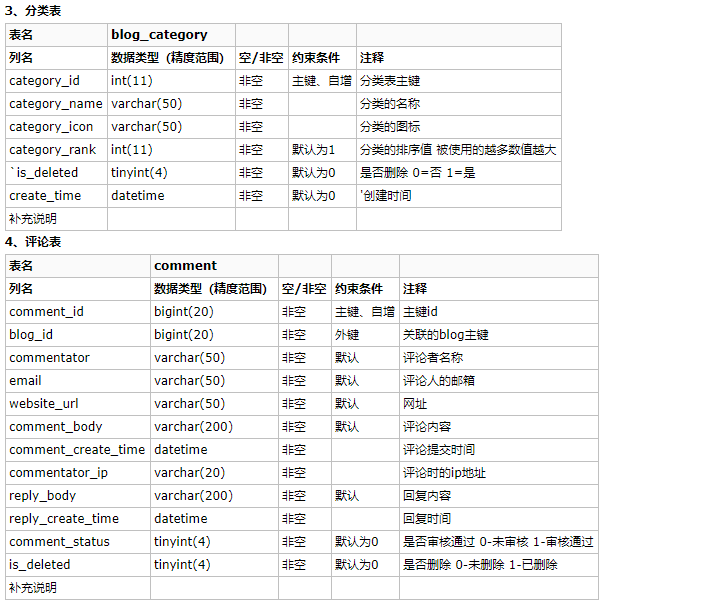 3、分类表
表名 blog_category
列名 数据类型（精度范围） 空/非空 约束条件 注释
category_id int(11) 非空 主键、自增 分类表主键
category_name varchar(50) 非空 分类的名称
category_icon varchar(50) 非空 分类的图标
category_rank int(11) 非空 默认为1 分类的排序值 被使用的越多数值越大
`is_deleted tinyint(4) 非空 默认为0 是否删除 0=否 1=是
create_time datetime 非空 默认为0 '创建时间
补充说明
4、评论表
表名 comment
列名 数据类型（精度范围） 空/非空 约束条件 注释
comment_id bigint(20) 非空 主键、自增 主键id
blog_id bigint(20) 非空 外键 关联的blog主键
commentator varchar(50) 非空 默认 评论者名称
email varchar(50) 非空 默认 评论人的邮箱
website_url varchar(50) 非空 默认 网址
comment_body varchar(200) 非空 默认 评论内容
comment_create_time datetime 非空 评论提交时间
commentator_ip varchar(20) 非空 评论时的ip地址
reply_body varchar(200) 非空 默认 回复内容
reply_create_time datetime 非空 回复时间
comment_status tinyint(4) 非空 默认为0 是否审核通过 0-未审核 1-审核通过
is_deleted tinyint(4) 非空 默认为0 是否删除 0-未删除 1-已删除
补充说明